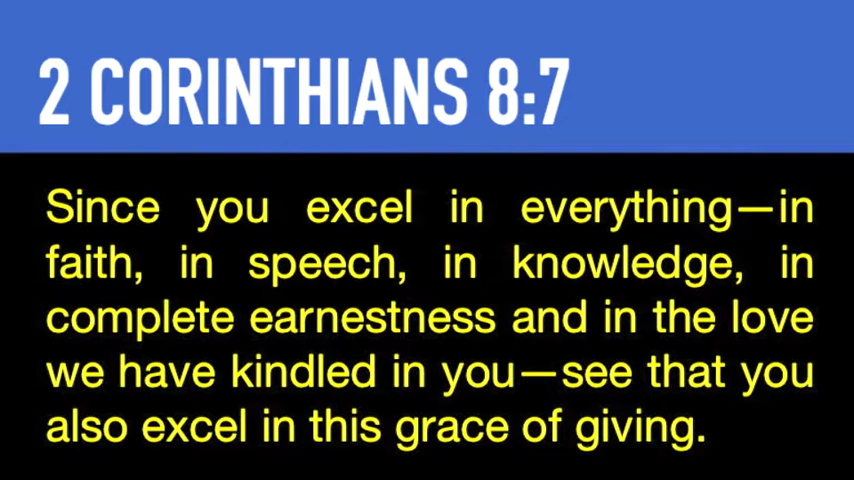 2 CORINTHIANS 8:7
Since you excel in everything—in
faith, in speech, in knowledge, in
complete earnestness and in the love
we have kindled in you—see that you
also excel in this grace of giving.